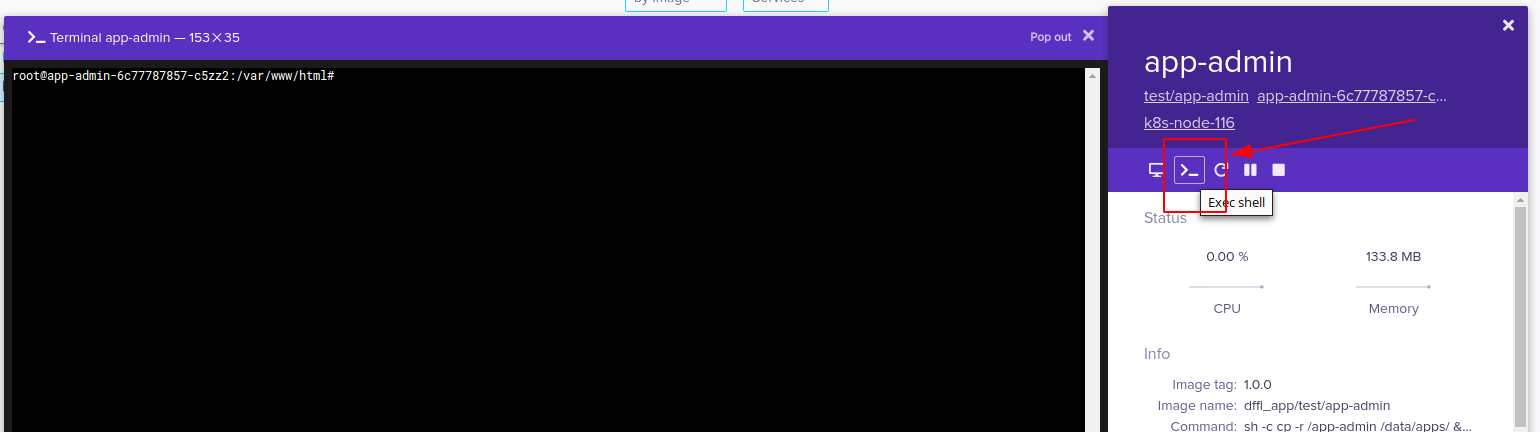 by image
Services
Terminal app-admin — 153×35
Pop out
root@app-admin-6c77787857-c5zz2:/var/www/html#
app-admin
test/app-admin app-admin-6c77787857-c...
k8s-node-116
Exec shell
Status
0.00 %
133.8 MB
CPU
Memory
Info
Image tag: 1.0.0
Image name: dffl_app/test/app-admin
Command: sh -c cp -r /app-admin /data/apps/ &...